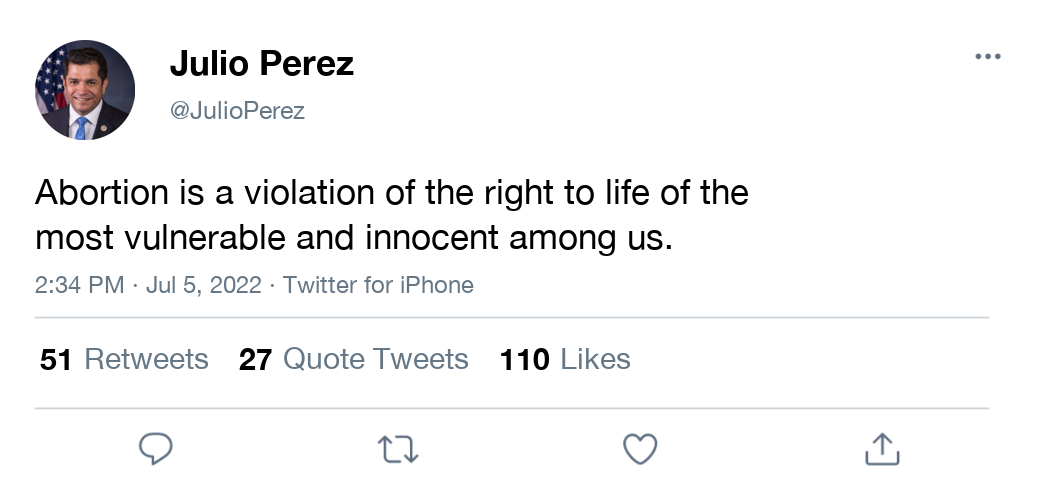 Julio Perez
@JulioPerez
Abortion is a violation of the right to life of the
most vulnerable and innocent among us.
2:34 PM · Jul 5, 2022 · Twitter for iPhone
51 Retweets 27 Quote Tweets 110 Likes